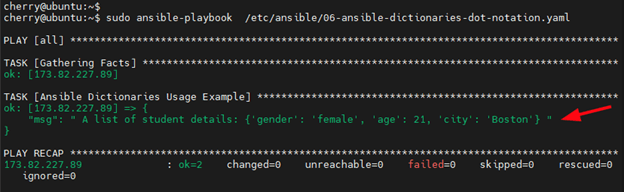 cherry@ubuntu:~$
cherry@ubuntu:~$ sudo ansible-playbook  /etc/ansible/06-ansible-dictionaries-dot-notation.yaml
PLAY [all] *********************************************************************************
TASK [Gathering Facts] *********************************************************************
ok: [173.82.227.89]
TASK [Ansible Dictionaries Usage Example] **************************************************
ok: [173.82.227.89] => {
    "msg": " A list of student details: {'gender': 'female', 'age': 21, 'city': 'Boston'} "
}
PLAY RECAP *********************************************************************************
173.82.227.89              : ok=2    changed=0    unreachable=0    failed=0    skipped=0    rescued=0
   ignored=0